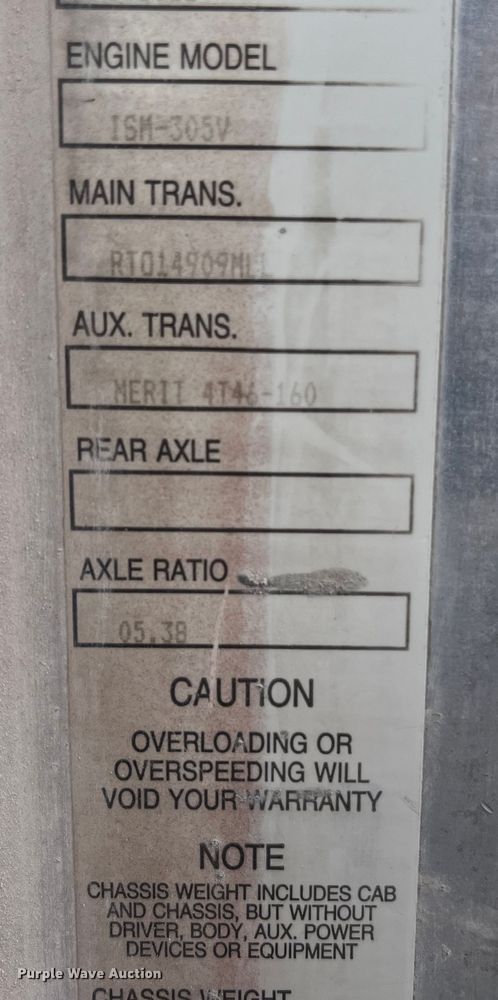 ENGINE MODEL
ISM-305V
MAIN TRANS.
RTO14909MLL
AUX. TRANS.
MERIT 4T46-160
REAR AXLE
AXLE RATIO
05.38
CAUTION
OVERLOADING OR
OVERSPEEDING WILL
VOID YOUR WARRANTY
NOTE
CHASSIS WEIGHT INCLUDES CAB
AND CHASSIS, BUT WITHOUT
DRIVER, BODY, AUX. POWER
DEVICES OR EQUIPMENT
Purple Wave Auction
CHASSIS WEIGHT